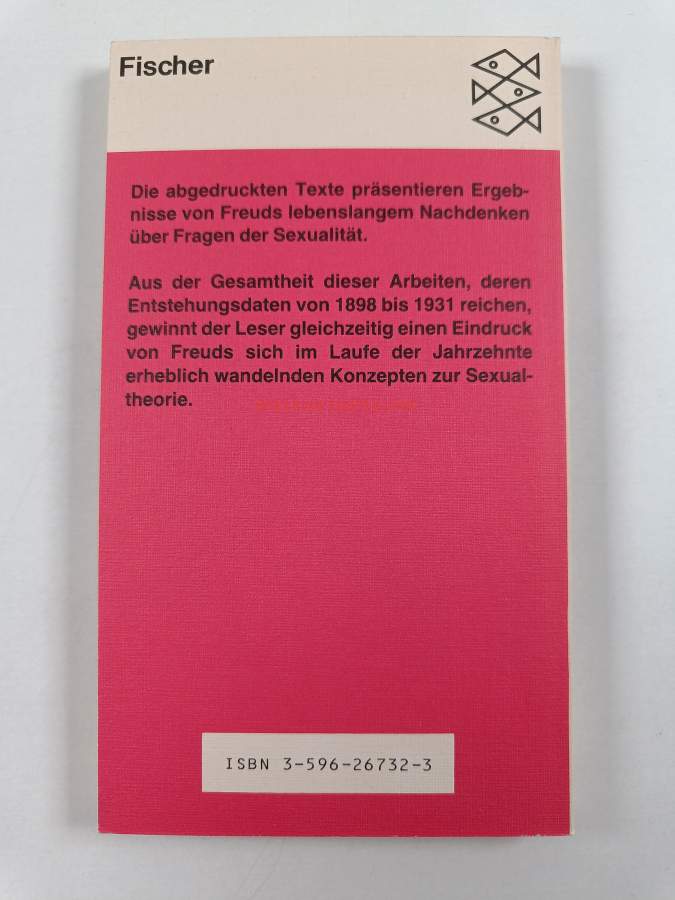 Fischer
Die abgedruckten Texte präsentieren Ergeb-
nisse von Freuds lebenslangem Nachdenken
über Fragen der Sexualität.
Aus der Gesamtheit dieser Arbeiten, deren
Entstehungsdaten von 1898 bis 1931 reichen,
gewinnt der Leser gleichzeitig einen Eindruck
von Freuds sich im Laufe der Jahrzehnte
erheblich wandelnden Konzepten zur Sexual-
theorie.
ISBN 3-596-26732-3